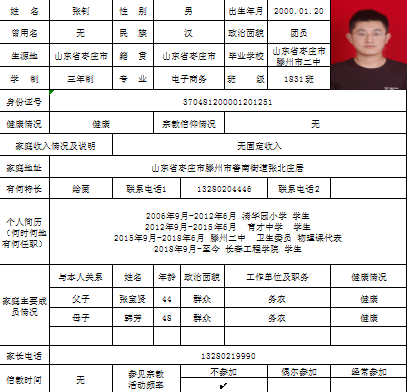 姓 名 张钊 性 别 男 出生年月 2000.01.20
曾用名 无 民 族 汉 政治面貌 团员
生源地 山东省枣庄市 籍 贯 山东省枣庄市 毕业学校 山东省枣庄市滕州市二中
学 制 三年制 专 业 电子商务 班 级 1831班
身份证号 370481200001201251
健康情况 健康 宗教信仰情况 无
家庭收入情况及说明 无固定收入
家庭地址 山东省枣庄市滕州市善南街道张北庄居
有何特长 绘画 联系电话1 13280204446 联系电话2
个人简历
(何时何地
有何任职)
2006年9月-2012年6月 清华园小学 学生
2012年9月-2015年6月 育才中学 学生
2015年9月-2018年6月 滕州二中 卫生委员 物理课代表
2018年9月-至今 长春工程学院 学生
家庭主要成员情况
与本人关系 姓名 年龄 政治面貌 工作单位及职务 健康情况
父子 张宝贤 44 群众 务农 健康
母子 韩芳 48 群众 务农 健康
家长电话 13280219990
信教时间 无 参见宗教活动频率 不参加 偶尔参加 经常参加
✓